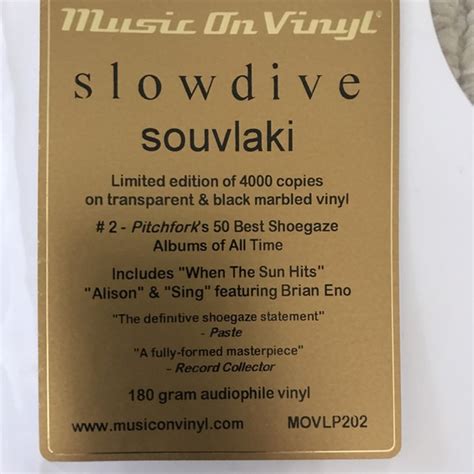 Music On Vinyl®
slowdive
souvlaki
Limited edition of 4000 copies
on transparent & black marbled vinyl
# 2 - Pitchfork's 50 Best Shoegaze
Albums of All Time
Includes "When The Sun Hits"
"Alison" & "Sing" featuring Brian Eno
"The definitive shoegaze statement"
- Paste
"A fully-formed masterpiece"
- Record Collector
180 gram audiophile vinyl
www.musiconvinyl.com MOVLP202